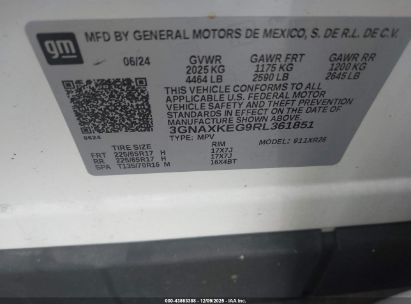 gm
MFD BY GENERAL MOTORS DE MEXICO, S. DE R.L. DE C.V.
06/24 GVWR GAWR FRT GAWR RR
2025 KG 1175 KG 1200 KG
4464 LB 2590 LB 2645 LB
THIS VEHICLE CONFORMS TO ALL
APPLICABLE U.S. FEDERAL MOTOR
VEHICLE SAFETY AND THEFT PREVENTION
STANDARDS IN EFFECT ON THE DATE OF
MANUFACTURE SHOWN ABOVE.
3GNAXKEG9RL361851
TYPE: MPV MODEL: 911XR26
0624
TIRE SIZE RIM
FRT 225/65R17 H 17X7J
RR 225/65R17 H 17X7J
SPA T135/70R16 M 16X4BT